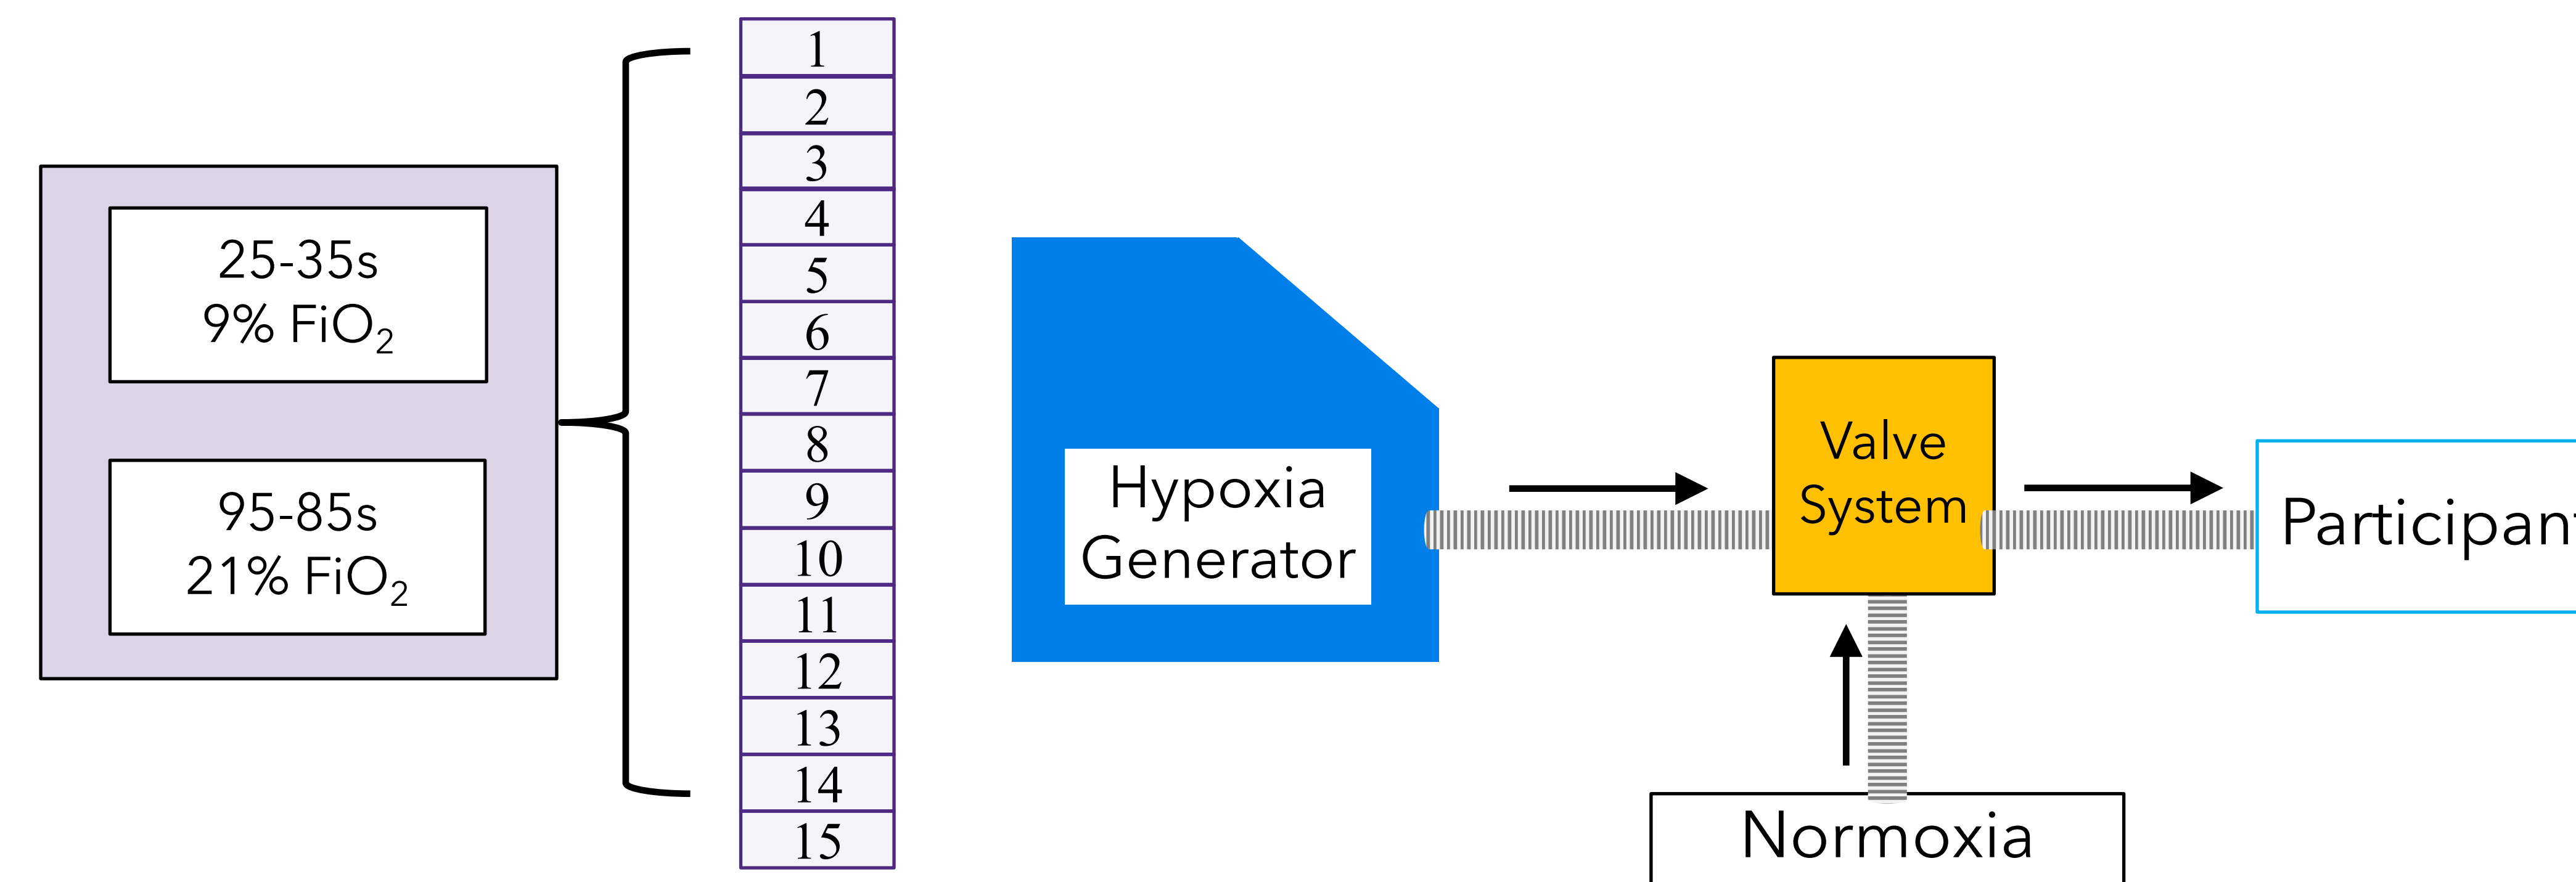 25-35s
9% FiO₂
95-85s
21% FiO₂
1
2
3
4
5
6
7
8
9
10
11
12
13
14
15
Hypoxia
Generator
Valve
System
Participant
Normoxia